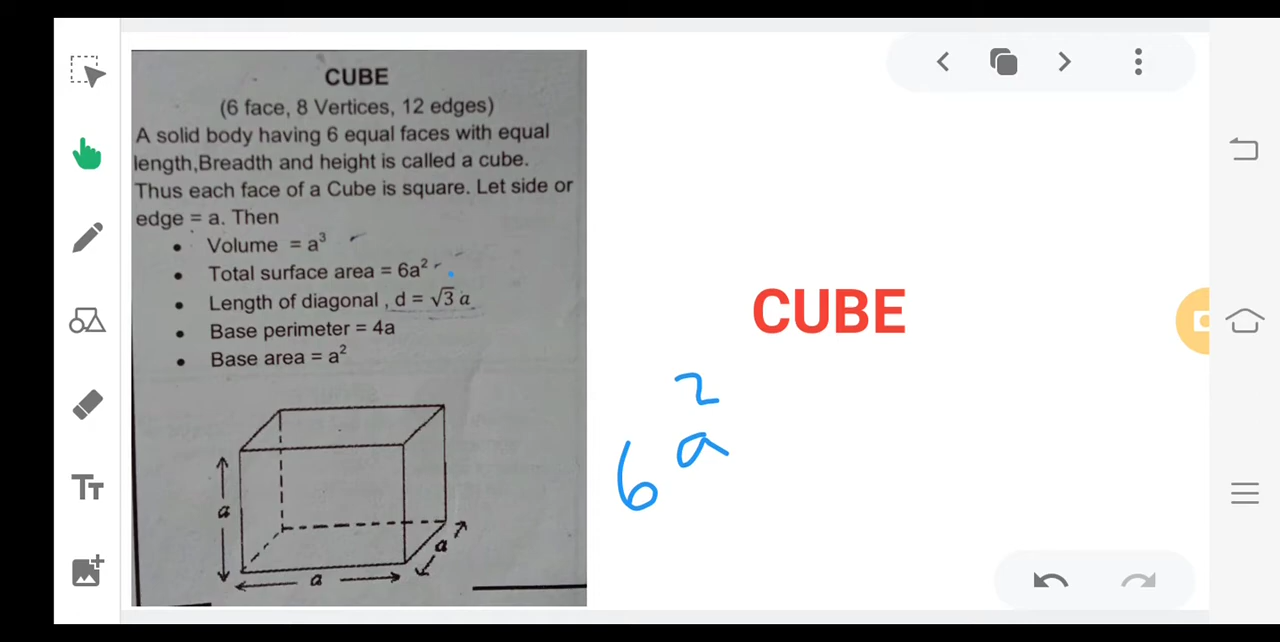 CUBE
(6 face, 8 Vertices, 12 edges)
A solid body having 6 equal faces with equal
length,Breadth and height is called a cube.
Thus each face of a Cube is square. Let side or
edge = a. Then
• Volume = a³
• Total surface area = 6a²
• Length of diagonal , d = √3 a
• Base perimeter = 4a
• Base area = a²
a
a
a
CUBE
6a²
TT